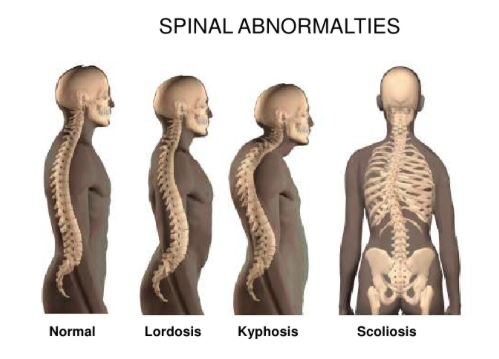 SPINAL ABNORMALTIES
Normal Lordosis Kyphosis Scoliosis